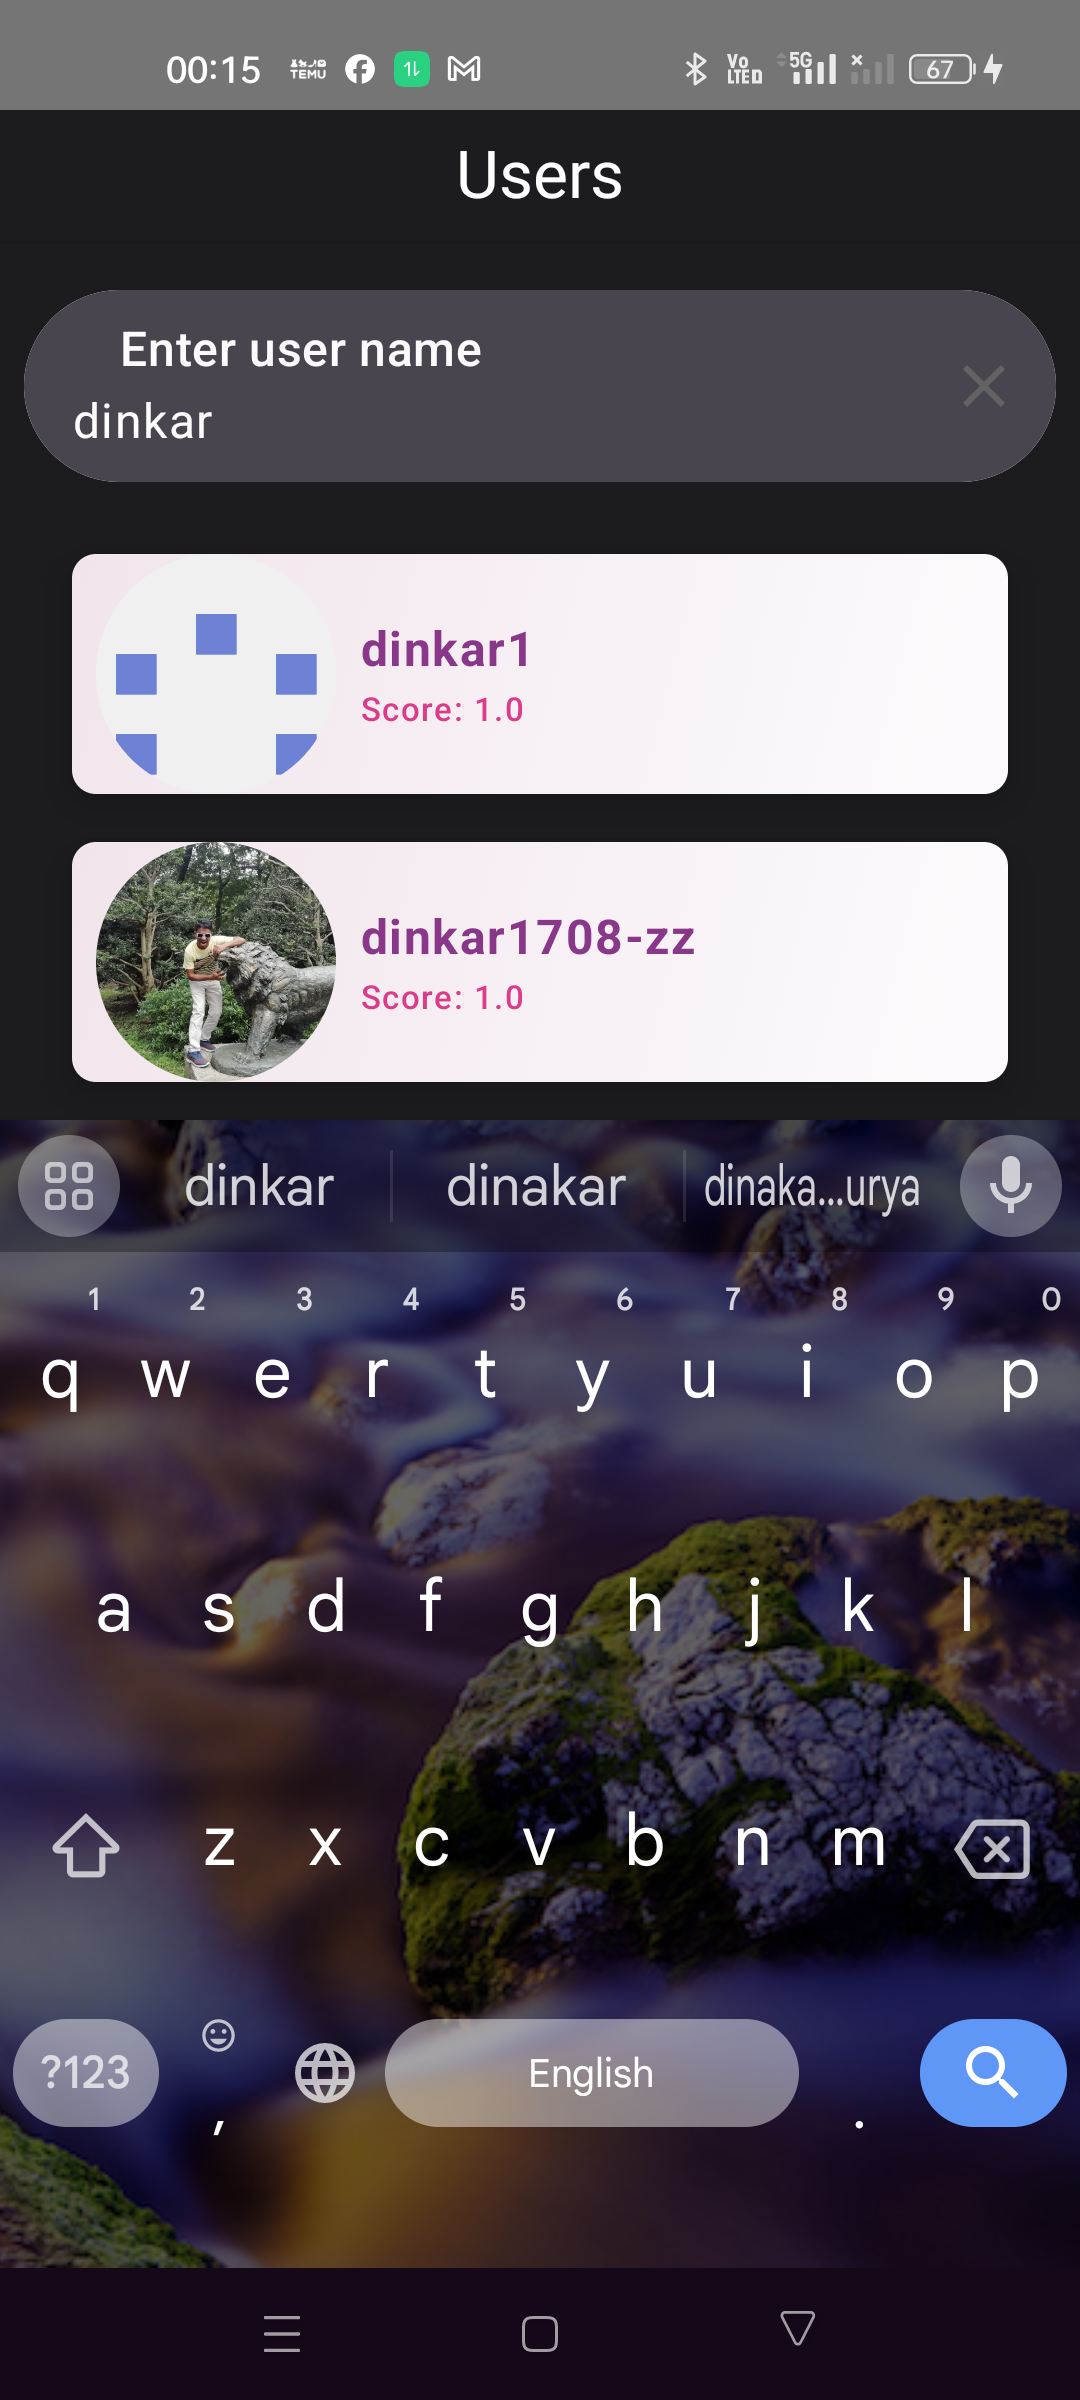 00:15 TEMU Vo LTED 5G 67
Users
Enter user name
dinkar
dinkar1
Score: 1.0
dinkar1708-zz
Score: 1.0
dinkar dinakar dinaka...urya
1 2 3 4 5 6 7 8 9 0
q w e r t y u i o p
a s d f g h j k l
z x c v b n m
?123 , English .